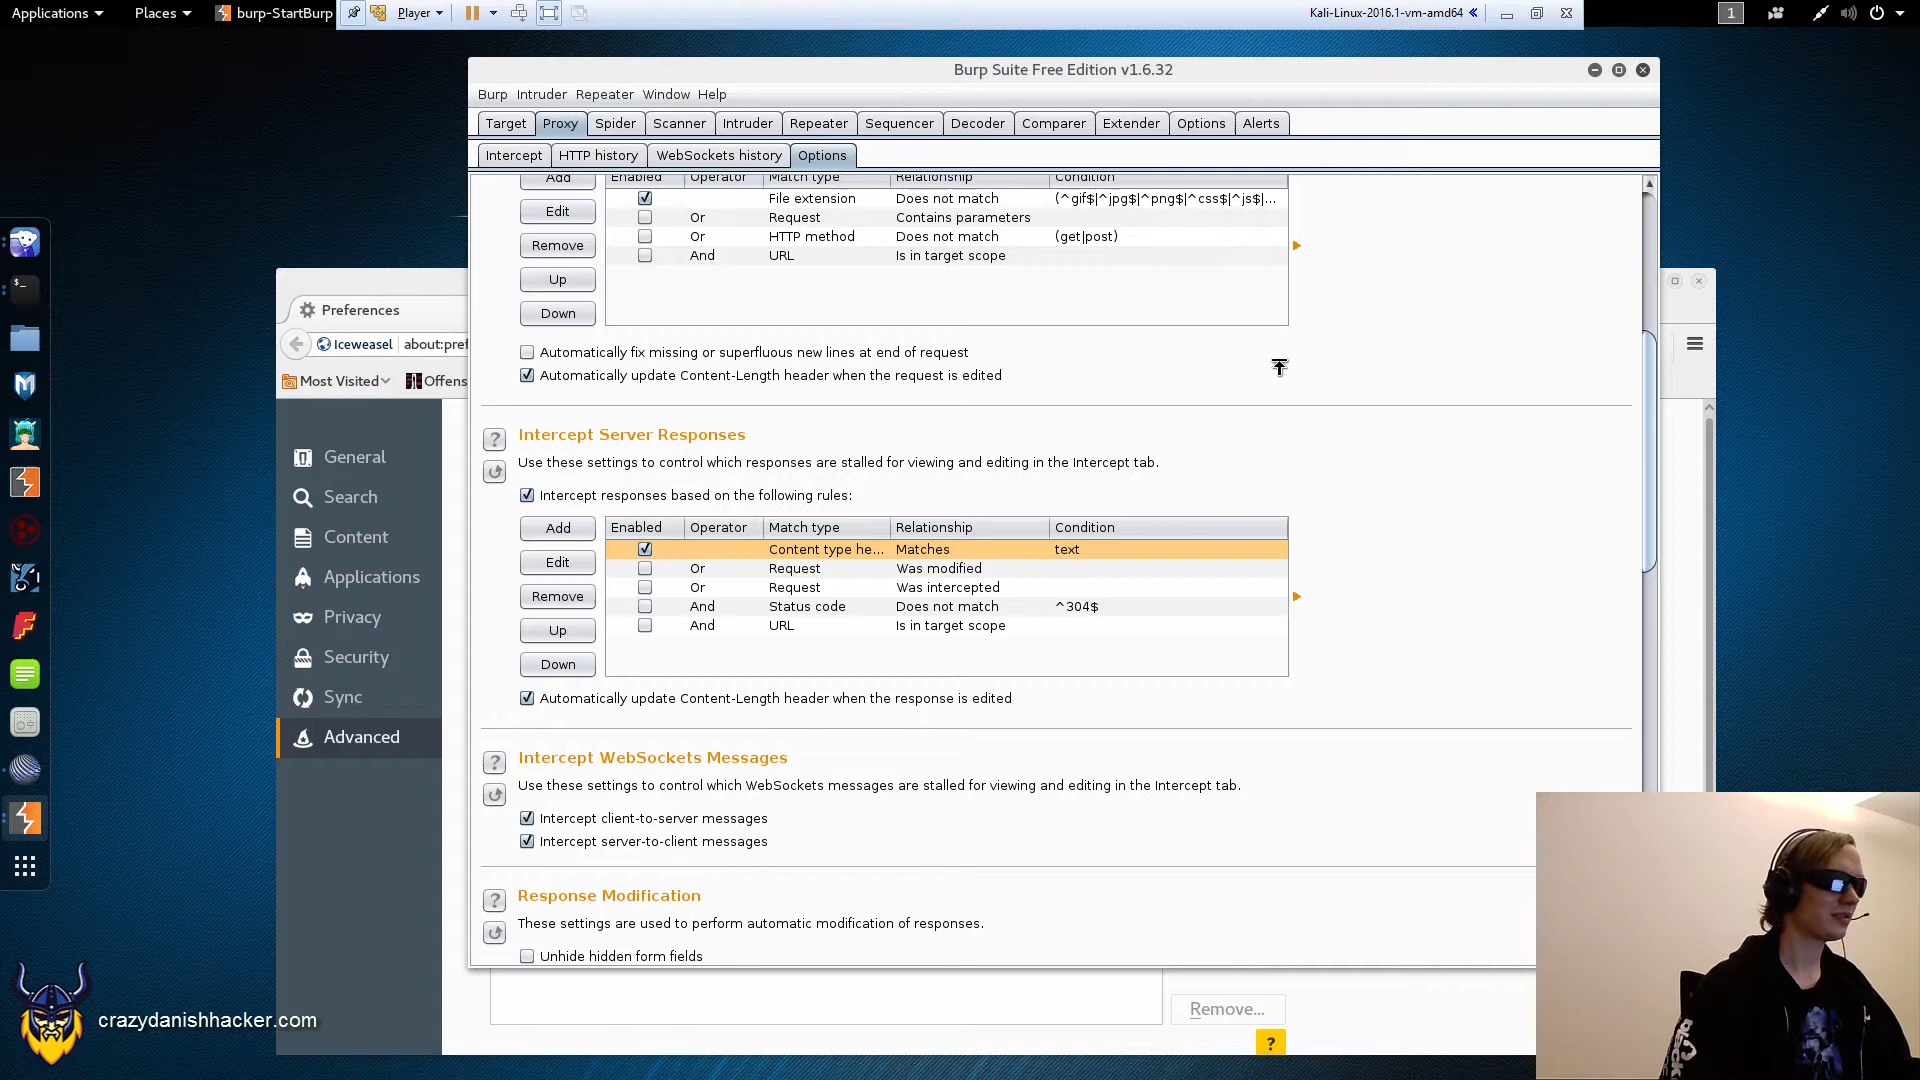 Applications
Places
burp-StartBurp
Player
Kali-Linux-2016.1-vm-amd64
1
Burp Suite Free Edition v1.6.32
Burp Intruder Repeater Window Help
Target Proxy Spider Scanner Intruder Repeater Sequencer Decoder Comparer Extender Options Alerts
Intercept HTTP history WebSockets history Options
Add Enabled Operator Match type Relationship Condition
File extension Does not match (^gif$|^jpg$|^png$|^css$|^js$|...
Edit
Or Request Contains parameters
Or HTTP method Does not match (get|post)
Remove
And URL Is in target scope
Up
Down
Automatically fix missing or superfluous new lines at end of request
Automatically update Content-Length header when the request is edited
? Intercept Server Responses
Use these settings to control which responses are stalled for viewing and editing in the Intercept tab.
Intercept responses based on the following rules:
Add Enabled Operator Match type Relationship Condition
Content type he... Matches text
Edit
Or Request Was modified
Or Request Was intercepted
Remove
And Status code Does not match ^304$
And URL Is in target scope
Up
Down
Automatically update Content-Length header when the response is edited
? Intercept WebSockets Messages
Use these settings to control which WebSockets messages are stalled for viewing and editing in the Intercept tab.
Intercept client-to-server messages
Intercept server-to-client messages
? Response Modification
These settings are used to perform automatic modification of responses.
Unhide hidden form fields
Preferences
Iceweasel about:pref
Most Visited Offens
General
Search
Content
Applications
Privacy
Security
Sync
Advanced
Remove...
?
crazydanishhacker.com